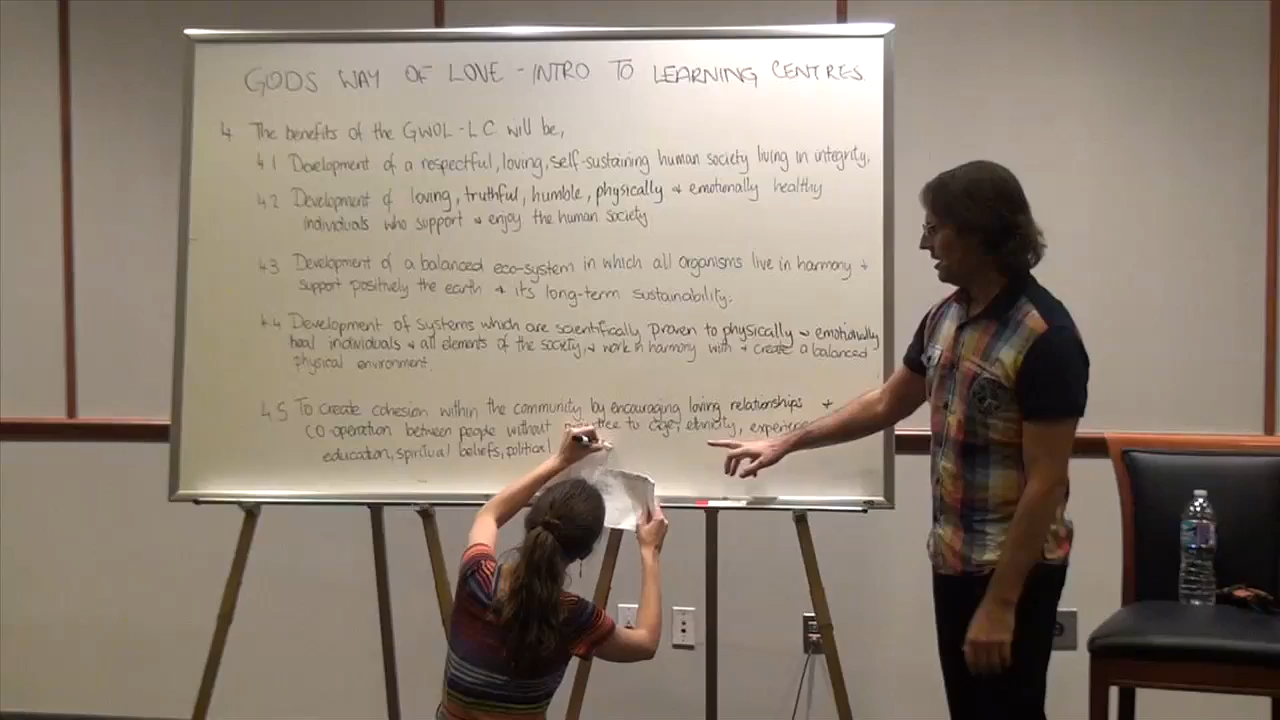 GODS WAY OF LOVE - INTRO TO LEARNING CENTRES
4 The benefits of the GWOL - LC will be,
4.1 Development of a respectful, loving, self-sustaining human society living in integrity,
4.2 Development of loving, truthful, humble, physically + emotionally healthy
individuals who support + enjoy the human society
4.3 Development of a balanced eco-system in which all organisms live in harmony +
support positively the earth + its long-term sustainability.
4.4 Development of systems which are scientifically proven to physically + emotionally
heal individuals + all elements of the society, + work in harmony with + create a balanced
physical environment.
4.5 To create cohesion within the community by encouraging loving relationships +
co-operation between people without to age, ethnicity,
education, spiritual beliefs, political